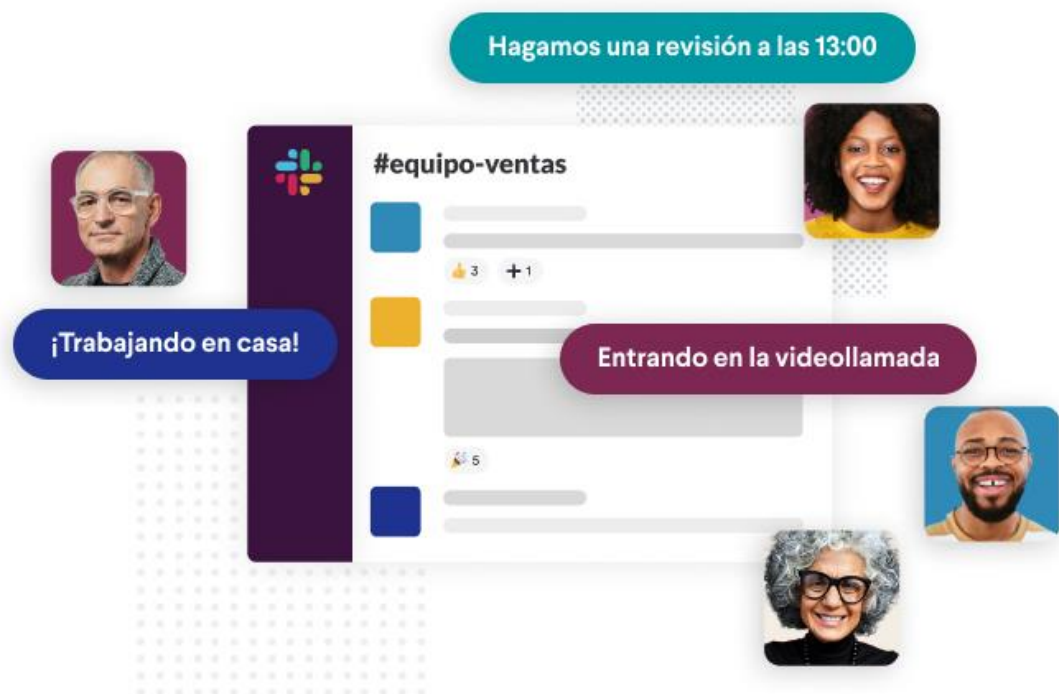 Hagamos una revisión a las 13:00
#equipo-ventas
3 +1
¡Trabajando en casa!
Entrando en la videollamada
5